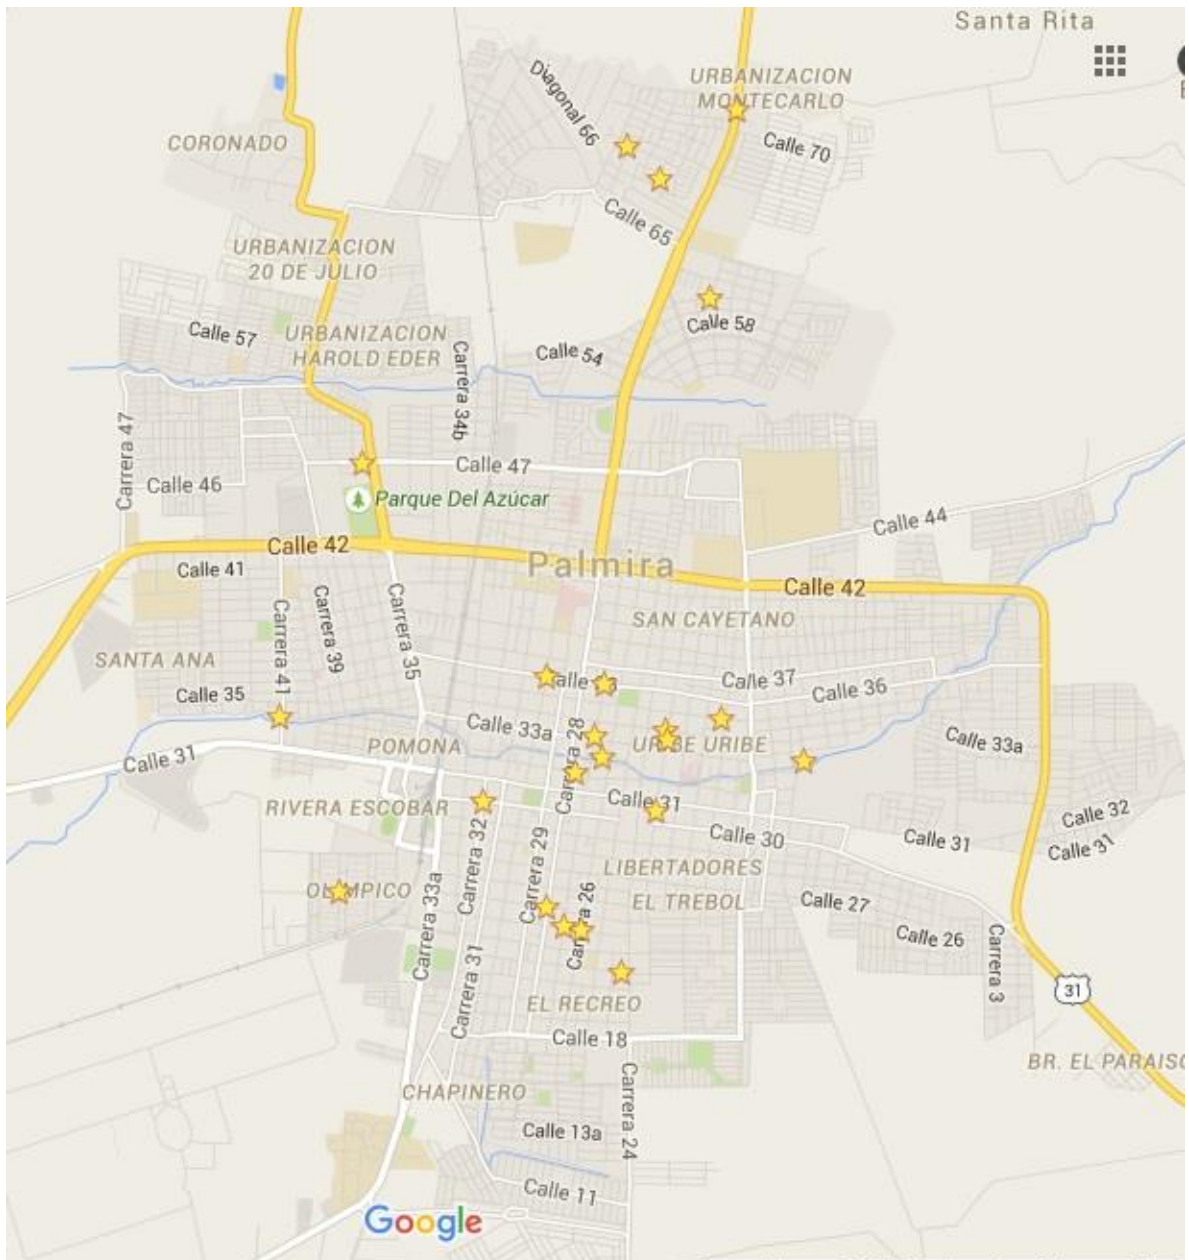 Santa Rita
URBANIZACION
MONTECARLO
Diagonal 66
Calle 70
CORONADO
Calle 65
URBANIZACION
20 DE JULIO
Calle 57
URBANIZACION
HAROLD EDER
Calle 58
Calle 54
Carrera 34b
Carrera 47
Calle 47
Calle 46
Parque Del Azúcar
Calle 44
Calle 42
Calle 41
Palmira
Calle 42
Carrera 41
Carrera 39
Carrera 35
SAN CAYETANO
SANTA ANA
Calle 35
Calle
Calle 37
Calle 36
Calle 33a
Carrera 28
URIBE URIBE
Calle 33a
POMONA
Calle 31
RIVERA ESCOBAR
Calle 31
Calle 30
Calle 31
Calle 32
Calle 31
Carrera 32
Carrera 29
LIBERTADORES
OLIMPICO
EL TREBOL
Calle 27
Carrera 33a
Carrera 26
Calle 26
Carrera 3
Carrera 31
31
EL RECREO
Calle 18
BR. EL PARAISO
CHAPINERO
Carrera 24
Calle 13a
Calle 11
Google